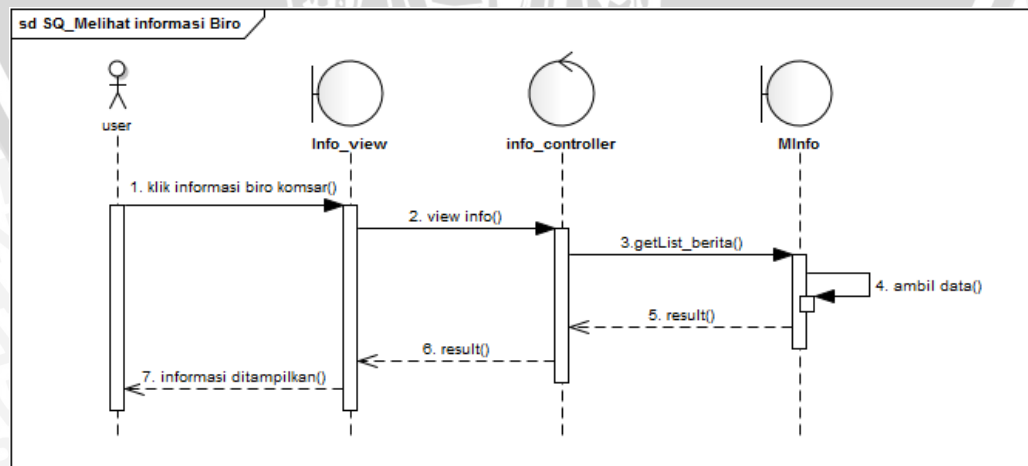 sd SQ_Melihat informasi Biro
user
Info_view
info_controller
MInfo
1. klik informasi biro komsar()
2. view info()
3.getList_berita()
4. ambil data()
5. result()
6. result()
7. informasi ditampilkan()